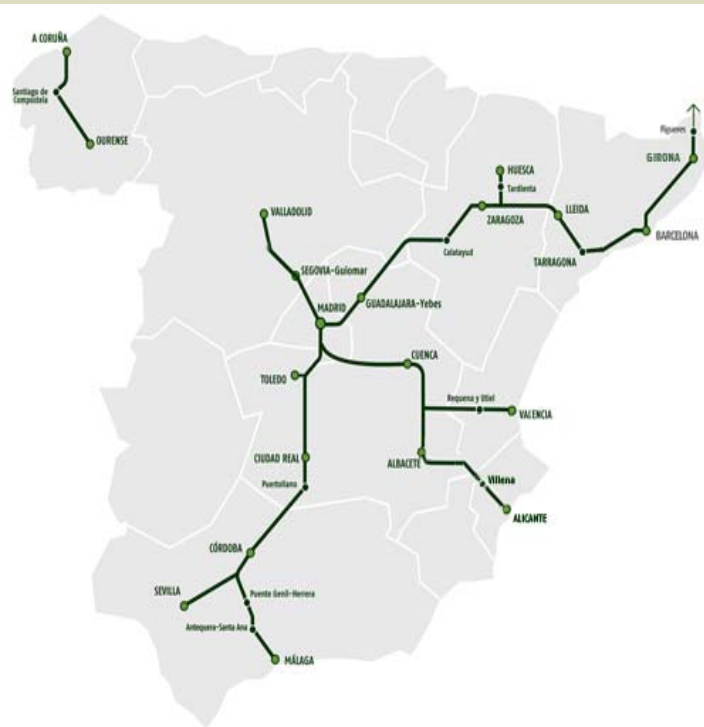 A CORUÑA
Santiago de
Compostela
OURENSE
Figueres
GIRONA
HUESCA
Tardienta
VALLADOLID
LLEIDA
ZARAGOZA
BARCELONA
Calatayud
TARRAGONA
SEGOVIA-Guiomar
GUADALAJARA-Yebes
MADRID
CUENCA
TOLEDO
Requena y Utiel
VALENCIA
CIUDAD REAL
ALBACETE
Puertollano
Villena
ALICANTE
CÓRDOBA
SEVILLA
Puente Genil-Herrera
Antequera-Santa Ana
MÁLAGA